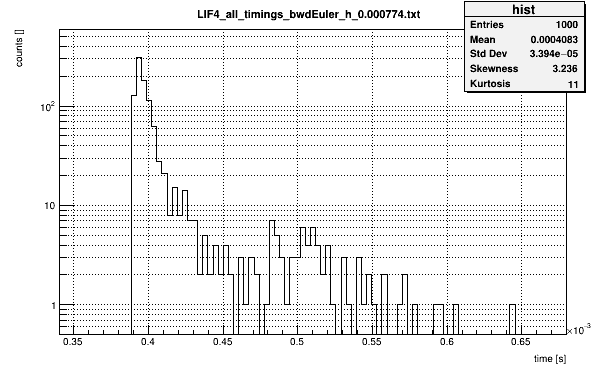 LIF4_all_timings_bwdEuler_h_0.000774.txt
hist
Entries 1000
Mean 0.0004083
Std Dev 3.394e−05
Skewness 3.236
Kurtosis 11
counts []
10²
10
1
0.35 0.4 0.45 0.5 0.55 0.6 0.65
×10⁻³
time [s]